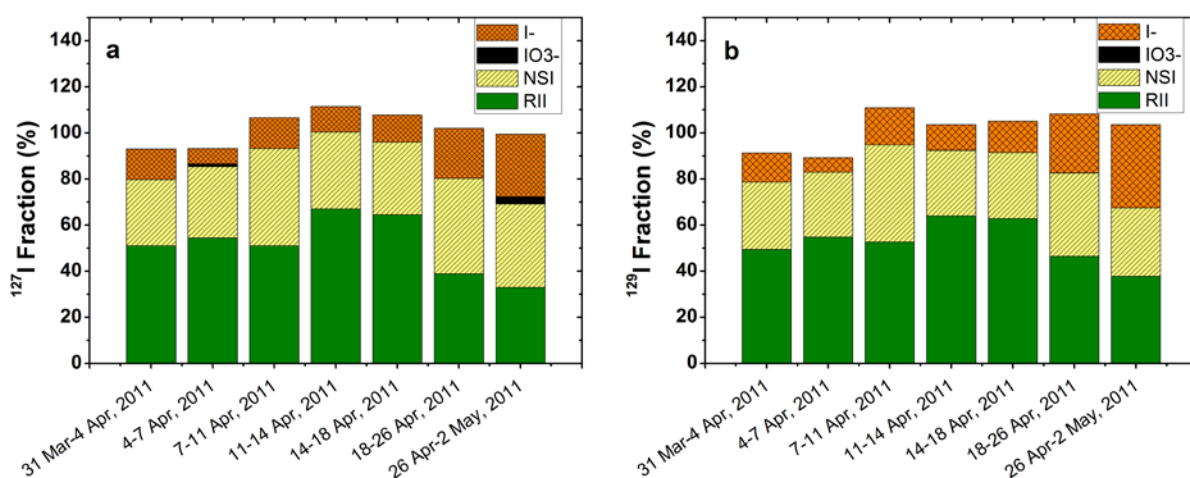 a
I-
IO3-
NSI
RII
127I Fraction (%)
140
120
100
80
60
40
20
0
31 Mar-4 Apr, 2011
4-7 Apr, 2011
7-11 Apr, 2011
11-14 Apr, 2011
14-18 Apr, 2011
18-26 Apr, 2011
26 Apr-2 May, 2011
b
I-
IO3-
NSI
RII
129I Fraction (%)
140
120
100
80
60
40
20
0
31 Mar-4 Apr, 2011
4-7 Apr, 2011
7-11 Apr, 2011
11-14 Apr, 2011
14-18 Apr, 2011
18-26 Apr, 2011
26 Apr-2 May, 2011